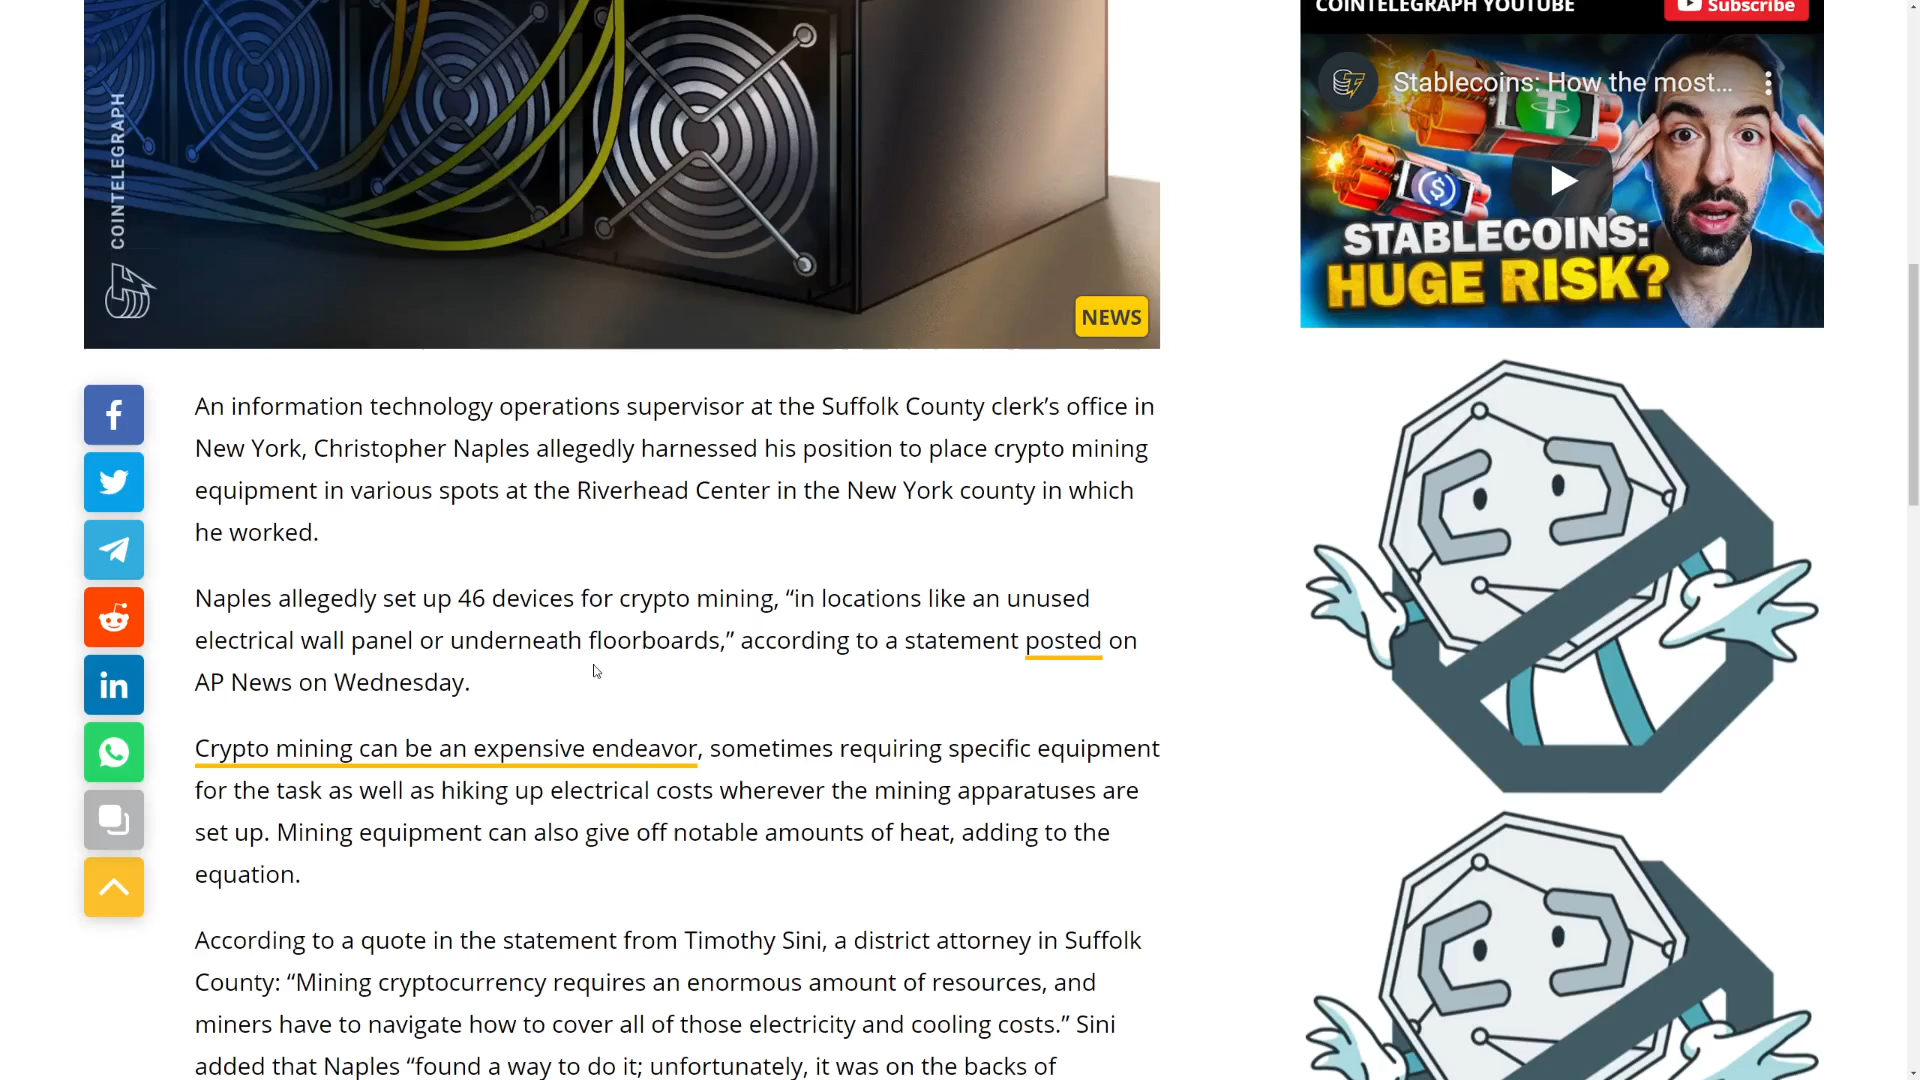 COINTELEGRAPH YOUTUBE
Subscribe
Stablecoins: How the most...
STABLECOINS:
HUGE RISK?
COINTELEGRAPH
NEWS
An information technology operations supervisor at the Suffolk County clerk’s office in
New York, Christopher Naples allegedly harnessed his position to place crypto mining
equipment in various spots at the Riverhead Center in the New York county in which
he worked.
Naples allegedly set up 46 devices for crypto mining, “in locations like an unused
electrical wall panel or underneath floorboards,” according to a statement posted on
AP News on Wednesday.
Crypto mining can be an expensive endeavor, sometimes requiring specific equipment
for the task as well as hiking up electrical costs wherever the mining apparatuses are
set up. Mining equipment can also give off notable amounts of heat, adding to the
equation.
According to a quote in the statement from Timothy Sini, a district attorney in Suffolk
County: “Mining cryptocurrency requires an enormous amount of resources, and
miners have to navigate how to cover all of those electricity and cooling costs.” Sini
added that Naples “found a way to do it; unfortunately, it was on the backs of